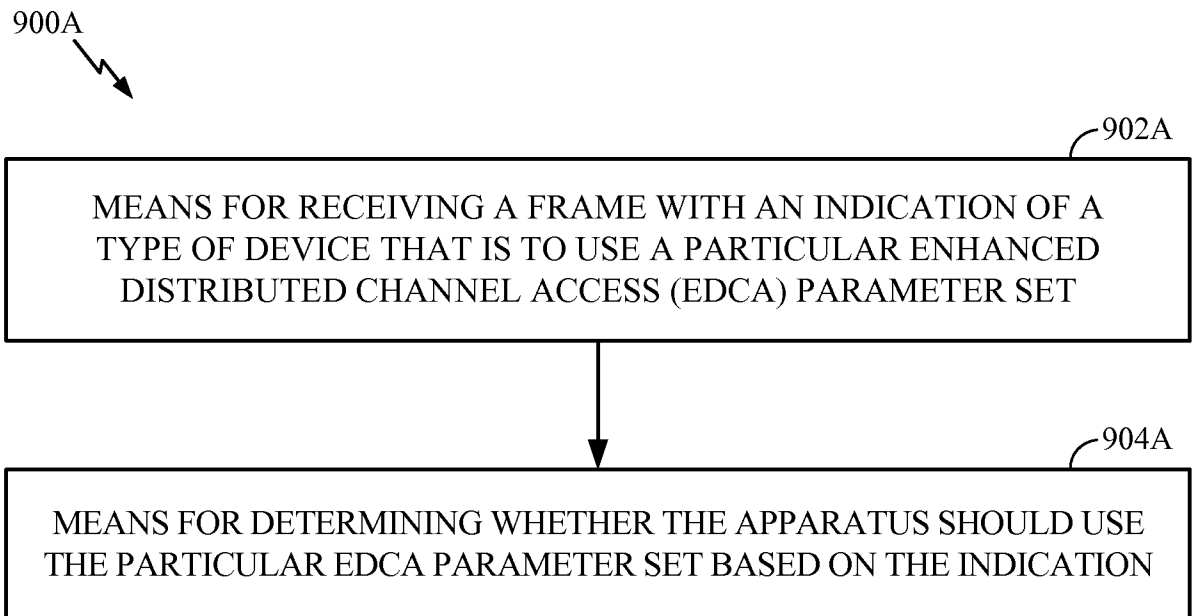 900A
902A
MEANS FOR RECEIVING A FRAME WITH AN INDICATION OF A
TYPE OF DEVICE THAT IS TO USE A PARTICULAR ENHANCED
DISTRIBUTED CHANNEL ACCESS (EDCA) PARAMETER SET
904A
MEANS FOR DETERMINING WHETHER THE APPARATUS SHOULD USE
THE PARTICULAR EDCA PARAMETER SET BASED ON THE INDICATION